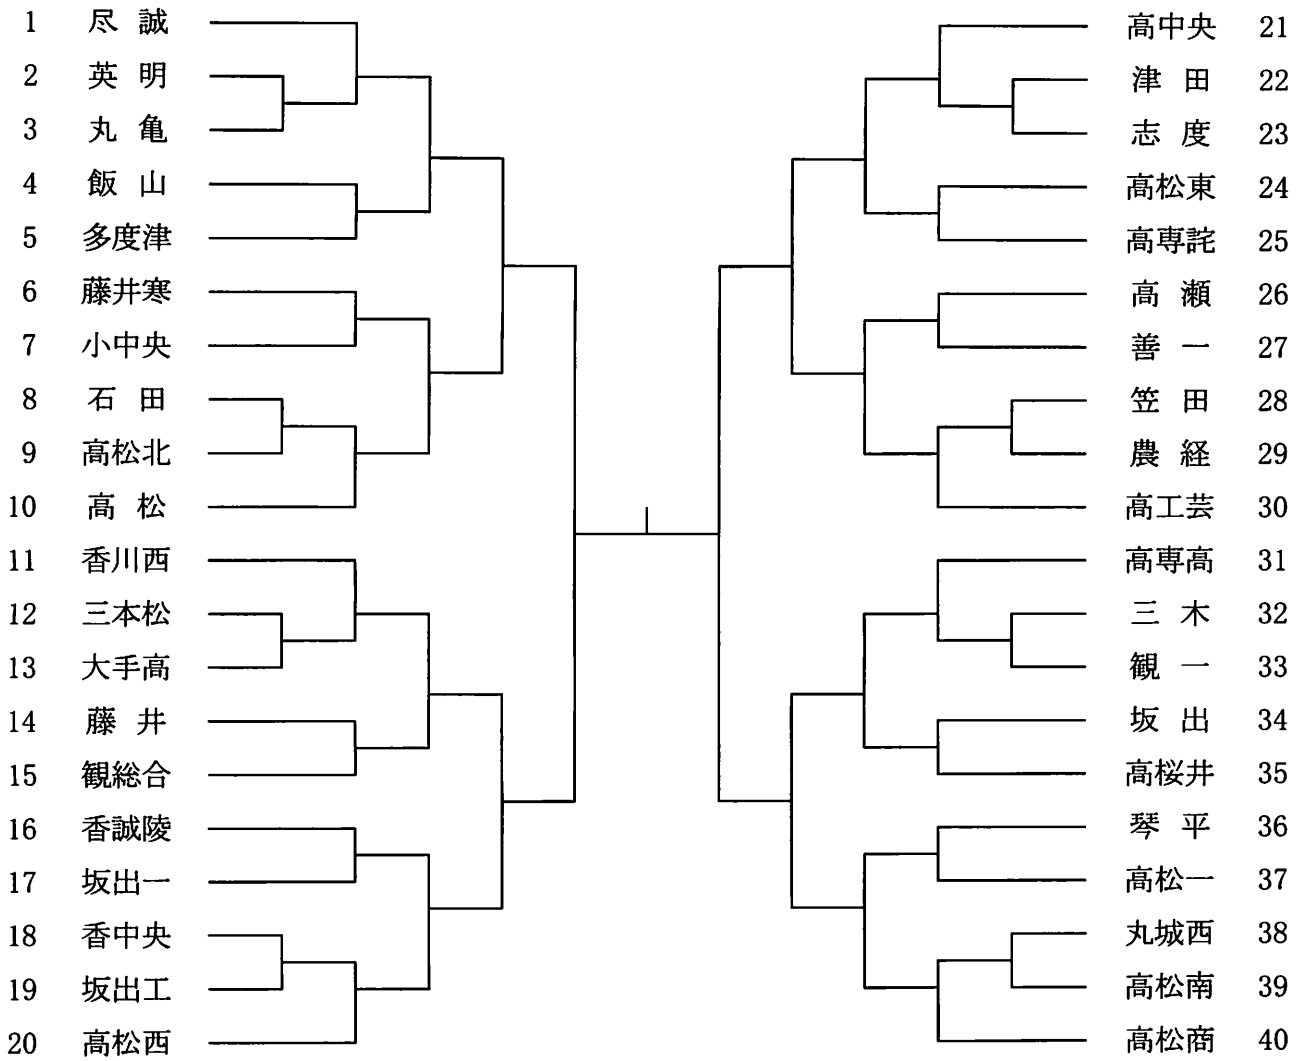 1 尽誠
2 英明
3 丸亀
4 飯山
5 多度津
6 藤井寒
7 小中央
8 石田
9 高松北
10 高松
11 香川西
12 三本松
13 大手高
14 藤井
15 観総合
16 香誠陵
17 坂出一
18 香中央
19 坂出工
20 高松西
高中央 21
津田 22
志度 23
高松東 24
高専詫 25
高瀬 26
善一 27
笠田 28
農経 29
高工芸 30
高専高 31
三木 32
観一 33
坂出 34
高桜井 35
琴平 36
高松一 37
丸城西 38
高松南 39
高松商 40